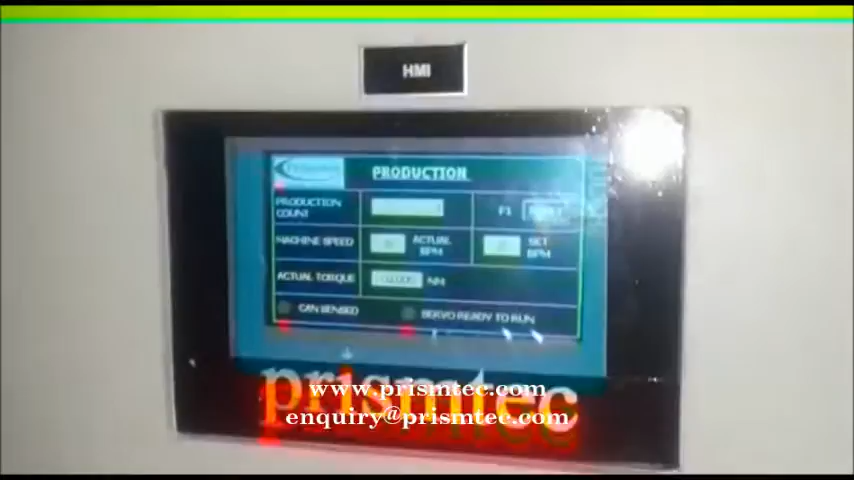 HMI
PRODUCTION
PRODUCTION
COUNT
F1 RESET
MACHINE SPEED
ACTUAL
BPM
SET
BPM
ACTUAL TORQUE
NM
CAN SENSED
SERVO READY TO RUN
prismtec
www.prismtec.com
enquiry@prismtec.com